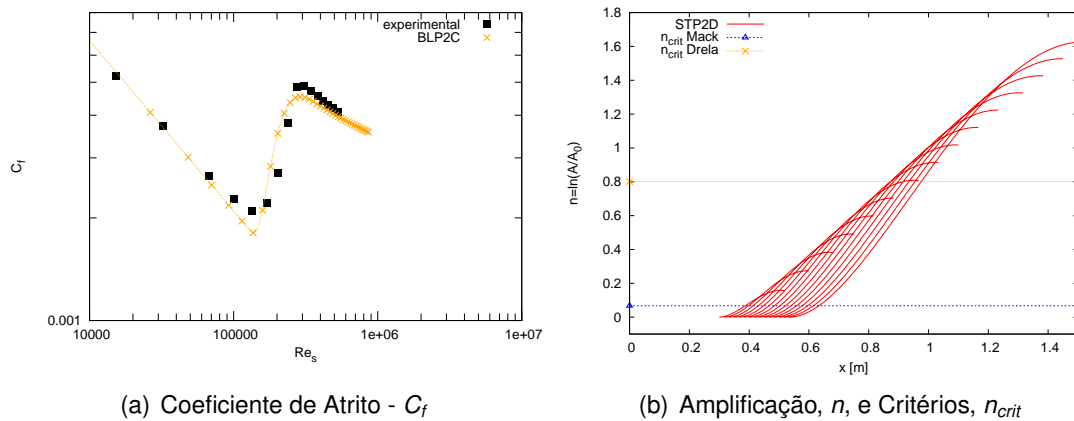 experimental
BLP2C
C_f
0.001
10000
100000
1e+06
1e+07
Re_s
(a) Coeficiente de Atrito - C_f
STP2D
n_crit Mack
n_crit Drela
n=ln(A/A_0)
1.8
1.6
1.4
1.2
1
0.8
0.6
0.4
0.2
0
0
0.2
0.4
0.6
0.8
1
1.2
1.4
x [m]
(b) Amplificação, n, e Critérios, n_crit